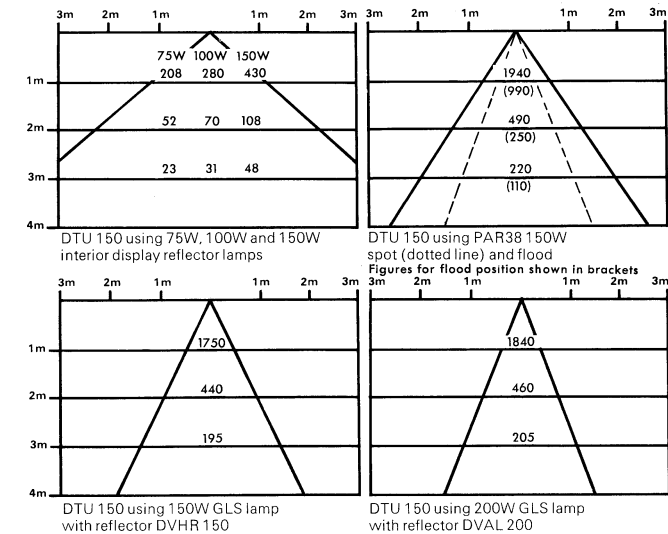 3m 2m 1m 1m 2m 3m
75W 100W 150W
1m 208 280 430
2m 52 70 108
3m 23 31 48
4m
DTU 150 using 75W, 100W and 150W
interior display reflector lamps
3m 2m 1m 1m 2m 3m
1940
(990)
490
(250)
220
(110)
DTU 150 using PAR38 150W
spot (dotted line) and flood
Figures for flood position shown in brackets
3m 2m 1m 1m 2m 3m
1m 1750
2m 440
3m 195
4m
DTU 150 using 150W GLS lamp
with reflector DVHR 150
3m 2m 1m 1m 2m 3m
1840
460
205
DTU 150 using 200W GLS lamp
with reflector DVAL 200